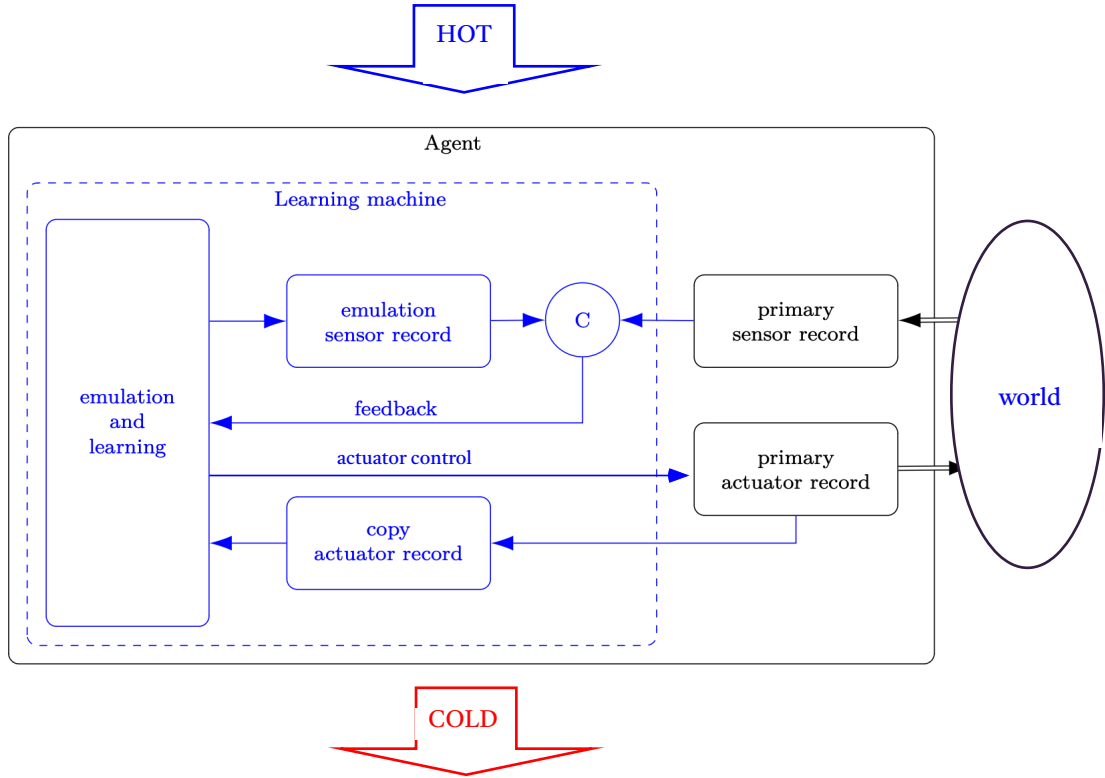 HOT
Agent
Learning machine
emulation
sensor record
C
primary
sensor record
emulation
and
learning
feedback
world
actuator control
primary
actuator record
copy
actuator record
COLD